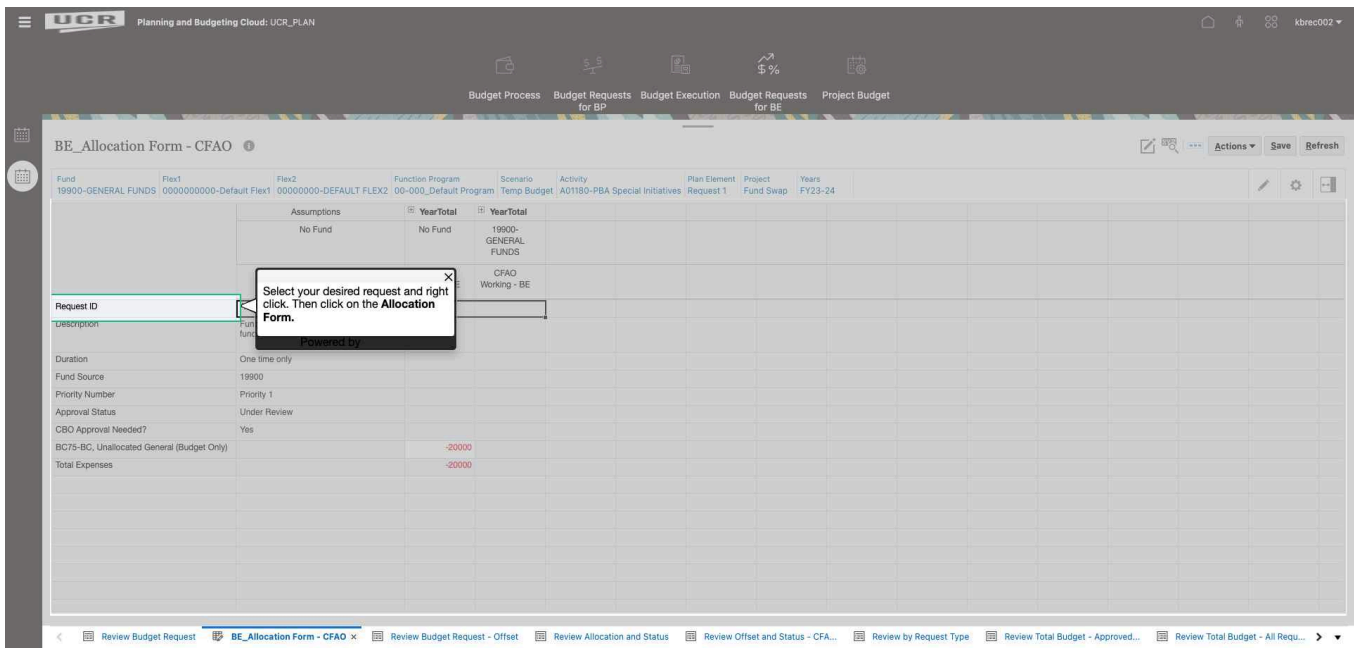 UCR Planning and Budgeting Cloud: UCR_PLAN
kbrec002
Budget Process Budget Requests for BP Budget Execution Budget Requests for BE Project Budget
BE_Allocation Form - CFAO
Actions Save Refresh
Fund Flex1 Flex2 Function Program Scenario Activity Plan Element Project Years
19900-GENERAL FUNDS 0000000000-Default Flex1 00000000-DEFAULT FLEX2 00-000_Default Program Temp Budget A01180-PBA Special Initiatives Request 1 Fund Swap FY23-24
Assumptions YearTotal YearTotal
No Fund No Fund 19900-
GENERAL
FUNDS
CFAO
Working - BE
Select your desired request and right
click. Then click on the Allocation
Form.
Powered by
Request ID
Description
Duration One time only
Fund Source 19900
Priority Number Priority 1
Approval Status Under Review
CBO Approval Needed? Yes
BC75-BC, Unallocated General (Budget Only) -20000
Total Expenses -20000
Review Budget Request BE_Allocation Form - CFAO × Review Budget Request - Offset Review Allocation and Status Review Offset and Status - CFA... Review by Request Type Review Total Budget - Approved... Review Total Budget - All Requ...